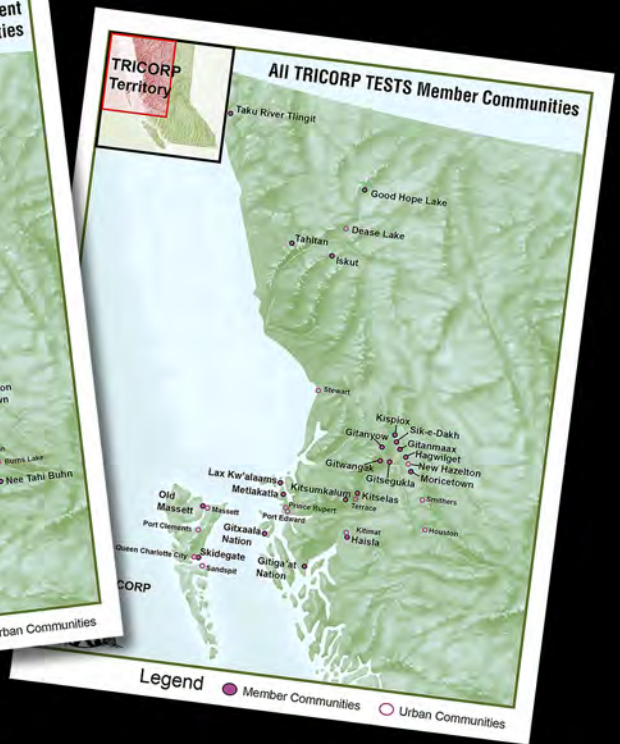 ent
ties
on
wn
n
Burns Lake
Nee Tahi Buhn
rban Communities
TRICORP
Territory
All TRICORP TESTS Member Communities
Taku River Tlingit
Good Hope Lake
Dease Lake
Tahltan
Iskut
Stewart
Kispiox
Sik-e-Dakh
Gitanyow
Gitanmaax
Hagwilget
Gitwangak
New Hazelton
Gitsegukla
Moricetown
Lax Kw'alaams
Metlakatla
Kitsumkalum
Kitselas
Terrace
Smithers
Old
Massett
Massett
Prince Rupert
Port Edward
Port Clements
Gitxaala
Nation
Kitimat
Haisla
Houston
Queen Charlotte City
Skidegate
Sandspit
Gitiga'at
Nation
CORP
Legend
Member Communities
Urban Communities